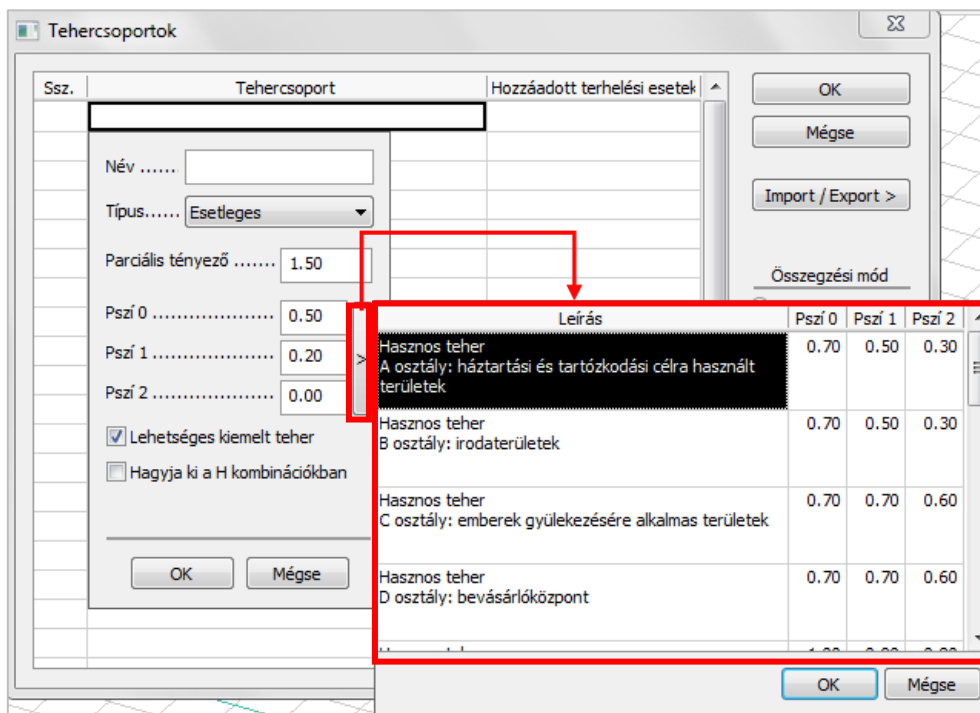 Tehercsoportok
Ssz. Tehercsoport Hozzáadott terhelési esetek
OK
Mégse
Import / Export >
Összegzési mód
Név ......
Típus...... Esetleges
Parciális tényező ....... 1.50
Pszí 0 .................... 0.50
Pszí 1 .................... 0.20
Pszí 2 .................... 0.00
>
Lehetséges kiemelt teher
Hagyja ki a H kombinációkban
OK Mégse
Leírás Pszí 0 Pszí 1 Pszí 2
Hasznos teher 0.70 0.50 0.30
A osztály: háztartási és tartózkodási célra használt
területek
Hasznos teher 0.70 0.50 0.30
B osztály: irodaterületek
Hasznos teher 0.70 0.70 0.60
C osztály: emberek gyülekezésére alkalmas területek
Hasznos teher 0.70 0.70 0.60
D osztály: bevásárlóközpont
OK Mégse